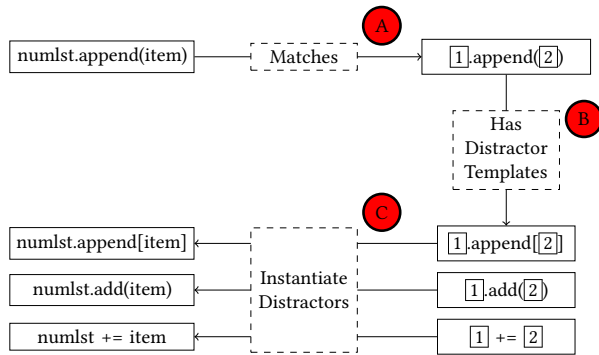 A
numlst.append(item)
Matches
1.append(2)
B
Has
Distractor
Templates
C
numlst.append[item]
1.append[2]
Instantiate
Distractors
numlst.add(item)
1.add(2)
numlst += item
1 += 2